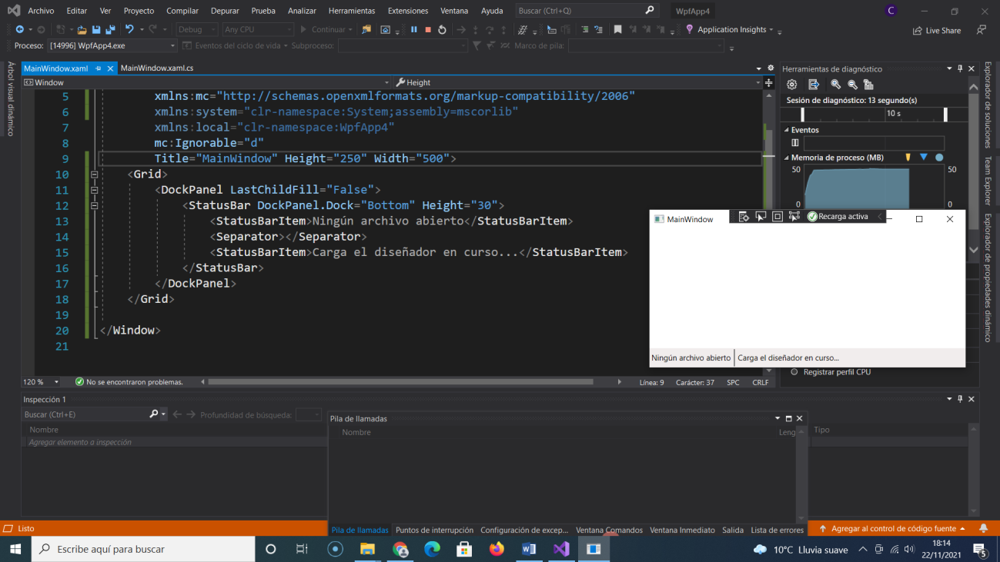 Archivo Editar Ver Proyecto Compilar Depurar Prueba Analizar Herramientas Extensiones Ventana Ayuda Buscar (Ctrl+Q) WpfApp4 C
Debug Any CPU Continuar Application Insights Live Share
Proceso: [14996] WpfApp4.exe Eventos del ciclo de vida Subproceso: Marco de pila:
Árbol visual dinámico
MainWindow.xaml MainWindow.xaml.cs
Window Height
5 xmlns:mc="http://schemas.openxmlformats.org/markup-compatibility/2006"
6 xmlns:system="clr-namespace:System;assembly=mscorlib"
7 xmlns:local="clr-namespace:WpfApp4"
8 mc:Ignorable="d"
9 Title="MainWindow" Height="250" Width="500">
10 <Grid>
11 <DockPanel LastChildFill="False">
12 <StatusBar DockPanel.Dock="Bottom" Height="30">
13 <StatusBarItem>Ningún archivo abierto</StatusBarItem>
14 <Separator></Separator>
15 <StatusBarItem>Carga el diseñador en curso...</StatusBarItem>
16 </StatusBar>
17 </DockPanel>
18 </Grid>
19
20 </Window>
21
120 % No se encontraron problemas. Línea: 9 Carácter: 37 SPC CRLF
Herramientas de diagnóstico
Sesión de diagnóstico: 13 segundo(s)
10 s
Eventos
Memoria de proceso (MB)
50 50
0 0
MainWindow Recarga activa
Ningún archivo abierto Carga el diseñador en curso...
Registrar perfil CPU
Explorador de soluciones
Team Explorer
Explorador de propiedades dinámico
Inspección 1
Buscar (Ctrl+E) Profundidad de búsqueda:
Nombre Tipo
Agregar elemento a inspección
Pila de llamadas
Nombre Leng
Pila de llamadas Puntos de interrupción Configuración de excep... Ventana Comandos Ventana Inmediato Salida Lista de errores
Listo Agregar al control de código fuente
Escribe aquí para buscar 10°C Lluvia suave 18:14
22/11/2021 5